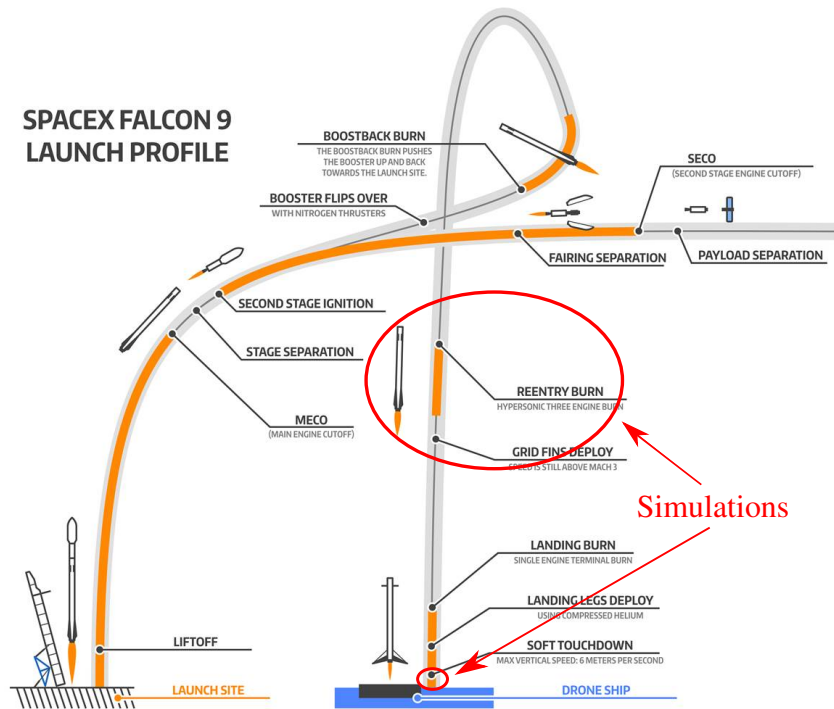 SPACEX FALCON 9
LAUNCH PROFILE
BOOSTBACK BURN
THE BOOSTBACK BURN PUSHES
THE BOOSTER UP AND BACK
TOWARDS THE LAUNCH SITE.
SECO
(SECOND STAGE ENGINE CUTOFF)
BOOSTER FLIPS OVER
WITH NITROGEN THRUSTERS
FAIRING SEPARATION
PAYLOAD SEPARATION
SECOND STAGE IGNITION
STAGE SEPARATION
MECO
(MAIN ENGINE CUTOFF)
REENTRY BURN
HYPERSONIC THREE ENGINE BURN
GRID FINS DEPLOY
SPEED IS STILL ABOVE MACH 3
Simulations
LANDING BURN
SINGLE ENGINE TERMINAL BURN
LANDING LEGS DEPLOY
USING COMPRESSED HELIUM
LIFTOFF
SOFT TOUCHDOWN
MAX VERTICAL SPEED: 6 METERS PER SECOND
LAUNCH SITE
DRONE SHIP